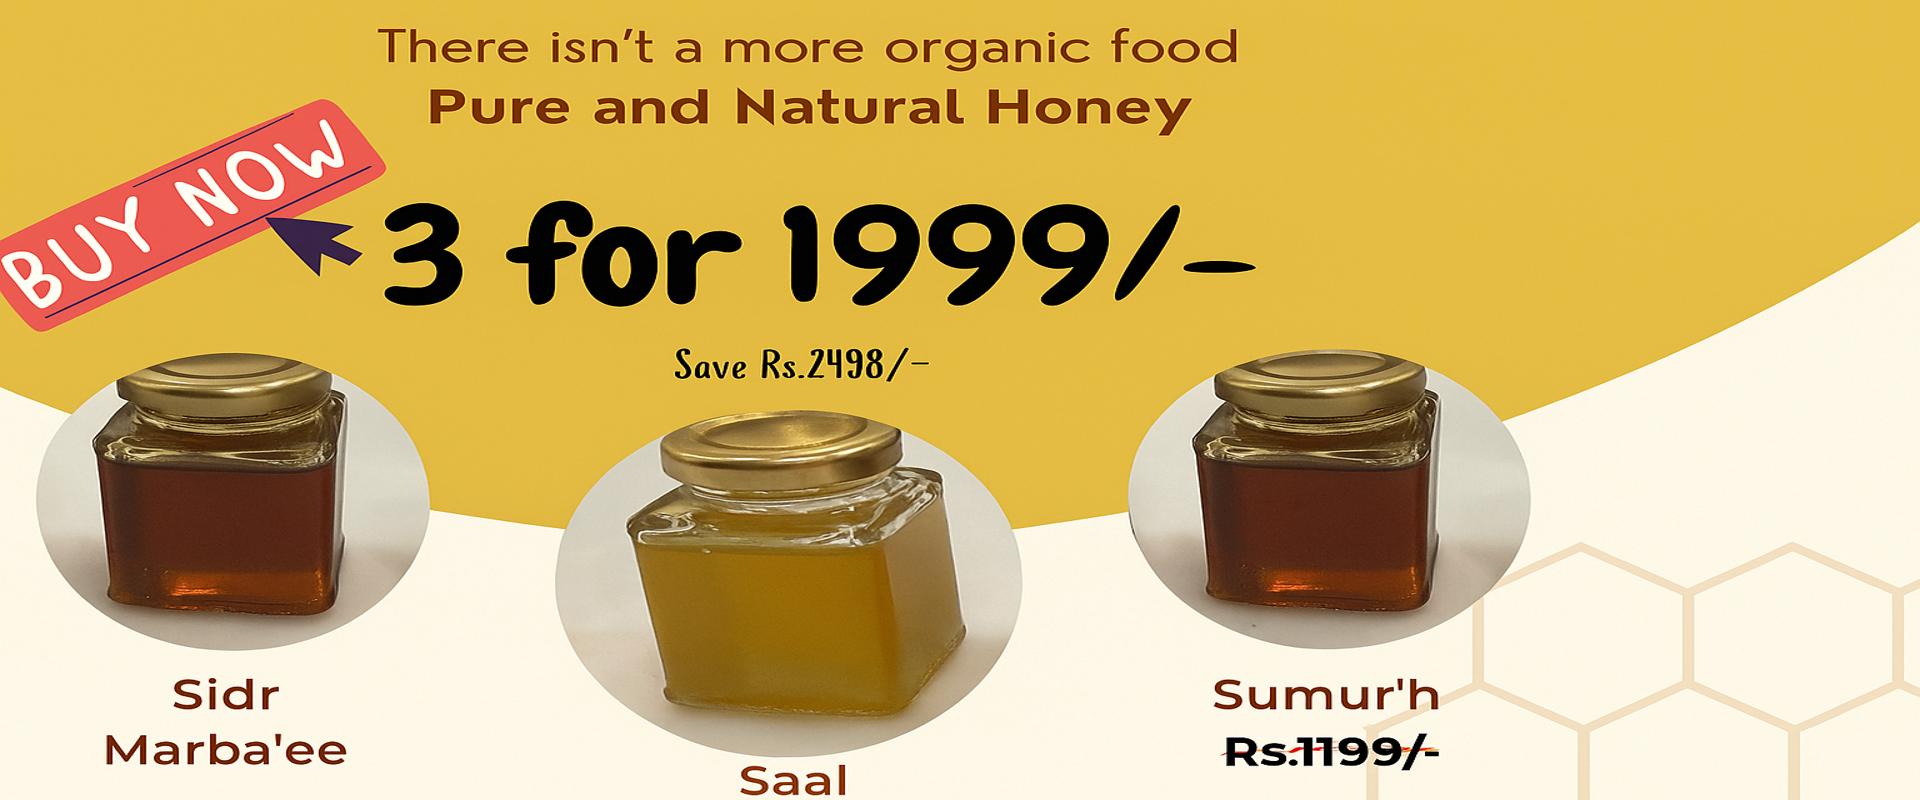 There isn't a more organic food
Pure and Natural Honey
BUY NOW
3 for 1999/-
Save Rs.2498/-
Sidr
Marba'ee
Saal
Sumur'h
Rs.1199/-